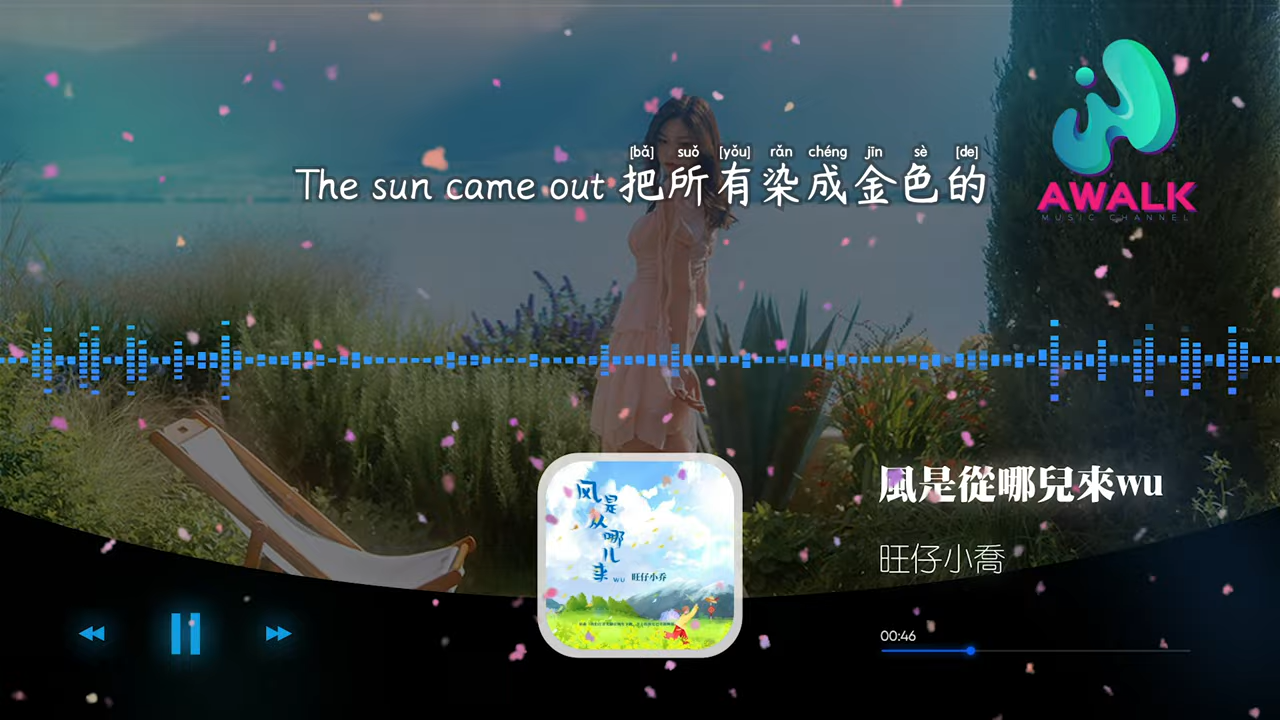 [bǎ] suǒ [yǒu] rǎn chéng jīn sè [de]
The sun came out 把所有染成金色的
AWALK
MUSIC CHANNEL
風是從哪兒來wu
旺仔小喬
风是从哪儿来
WU 旺仔小乔
00:46